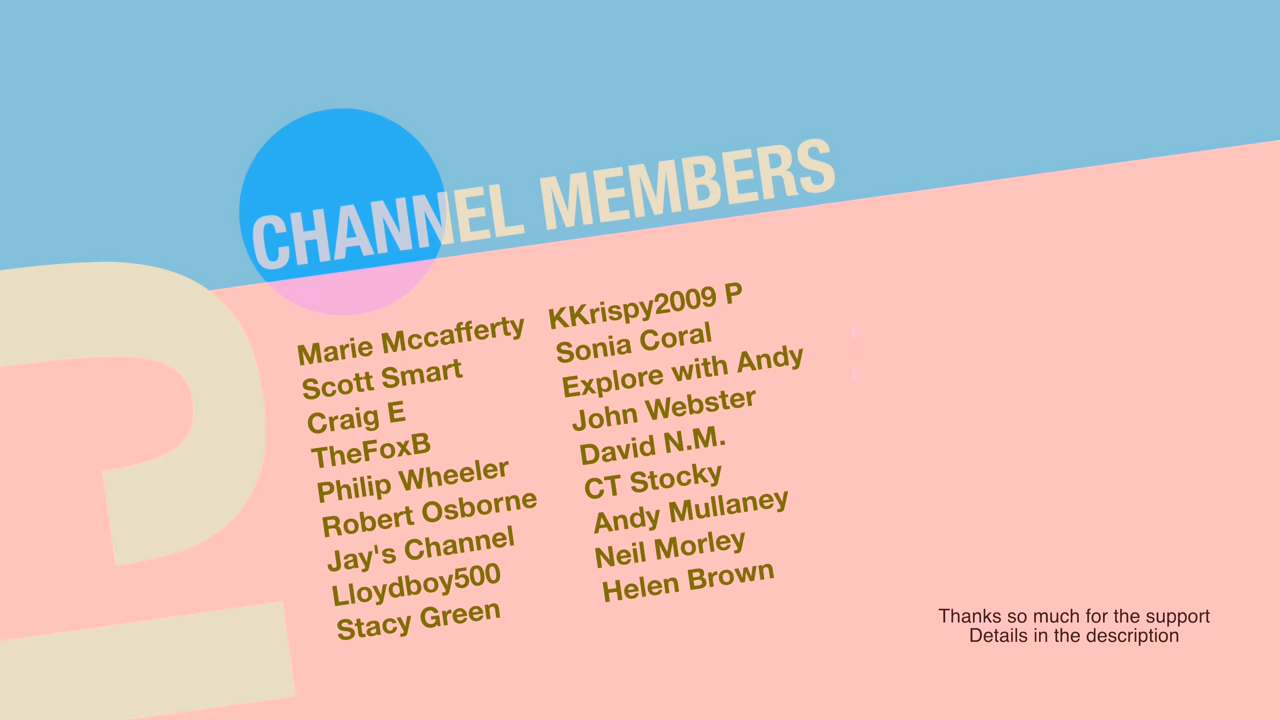 CHANNEL MEMBERS
Marie Mccafferty
Scott Smart
Craig E
TheFoxB
Philip Wheeler
Robert Osborne
Jay's Channel
Lloydboy500
Stacy Green
KKrispy2009 P
Sonia Coral
Explore with Andy
John Webster
David N.M.
CT Stocky
Andy Mullaney
Neil Morley
Helen Brown
Thanks so much for the support
Details in the description